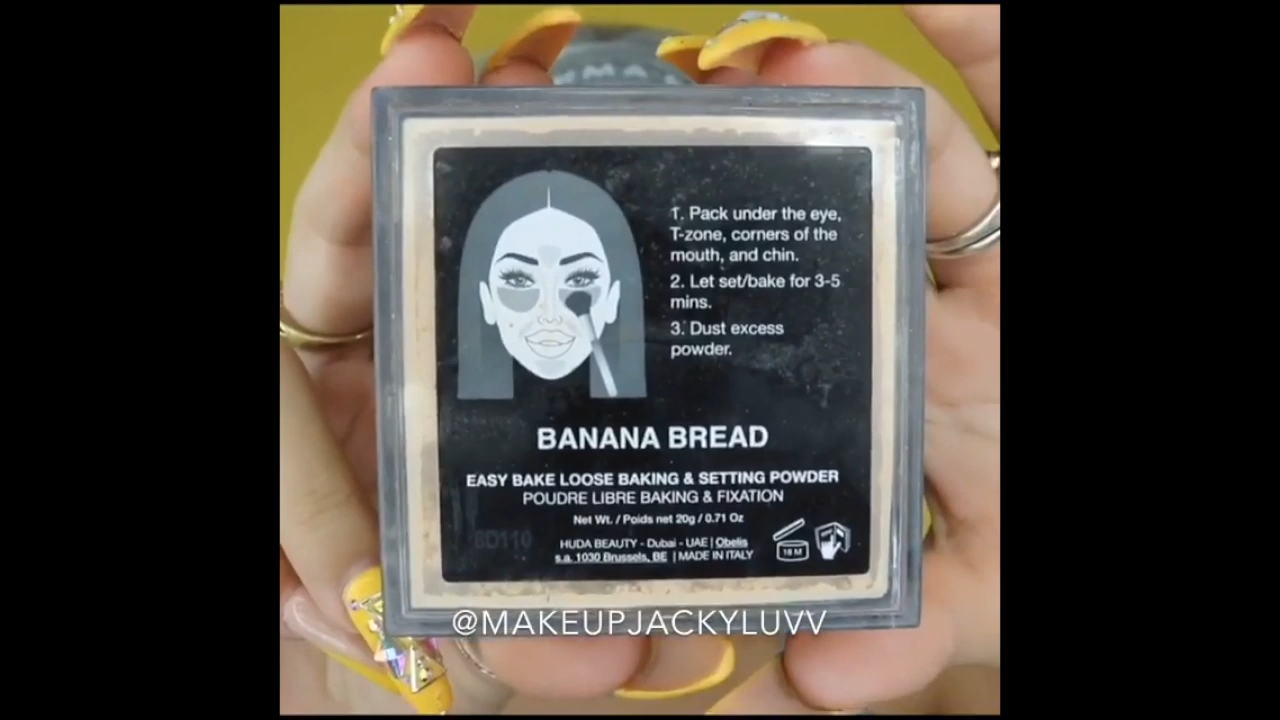 1. Pack under the eye,
T-zone, corners of the
mouth, and chin.
2. Let set/bake for 3-5
mins.
3. Dust excess
powder.
BANANA BREAD
EASY BAKE LOOSE BAKING & SETTING POWDER
POUDRE LIBRE BAKING & FIXATION
Net Wt. / Poids net 20g / 0.71 Oz
HUDA BEAUTY - Dubai - UAE | Obelis
s.a. 1030 Brussels, BE | MADE IN ITALY
18 M
@MAKEUPJACKYLUVV